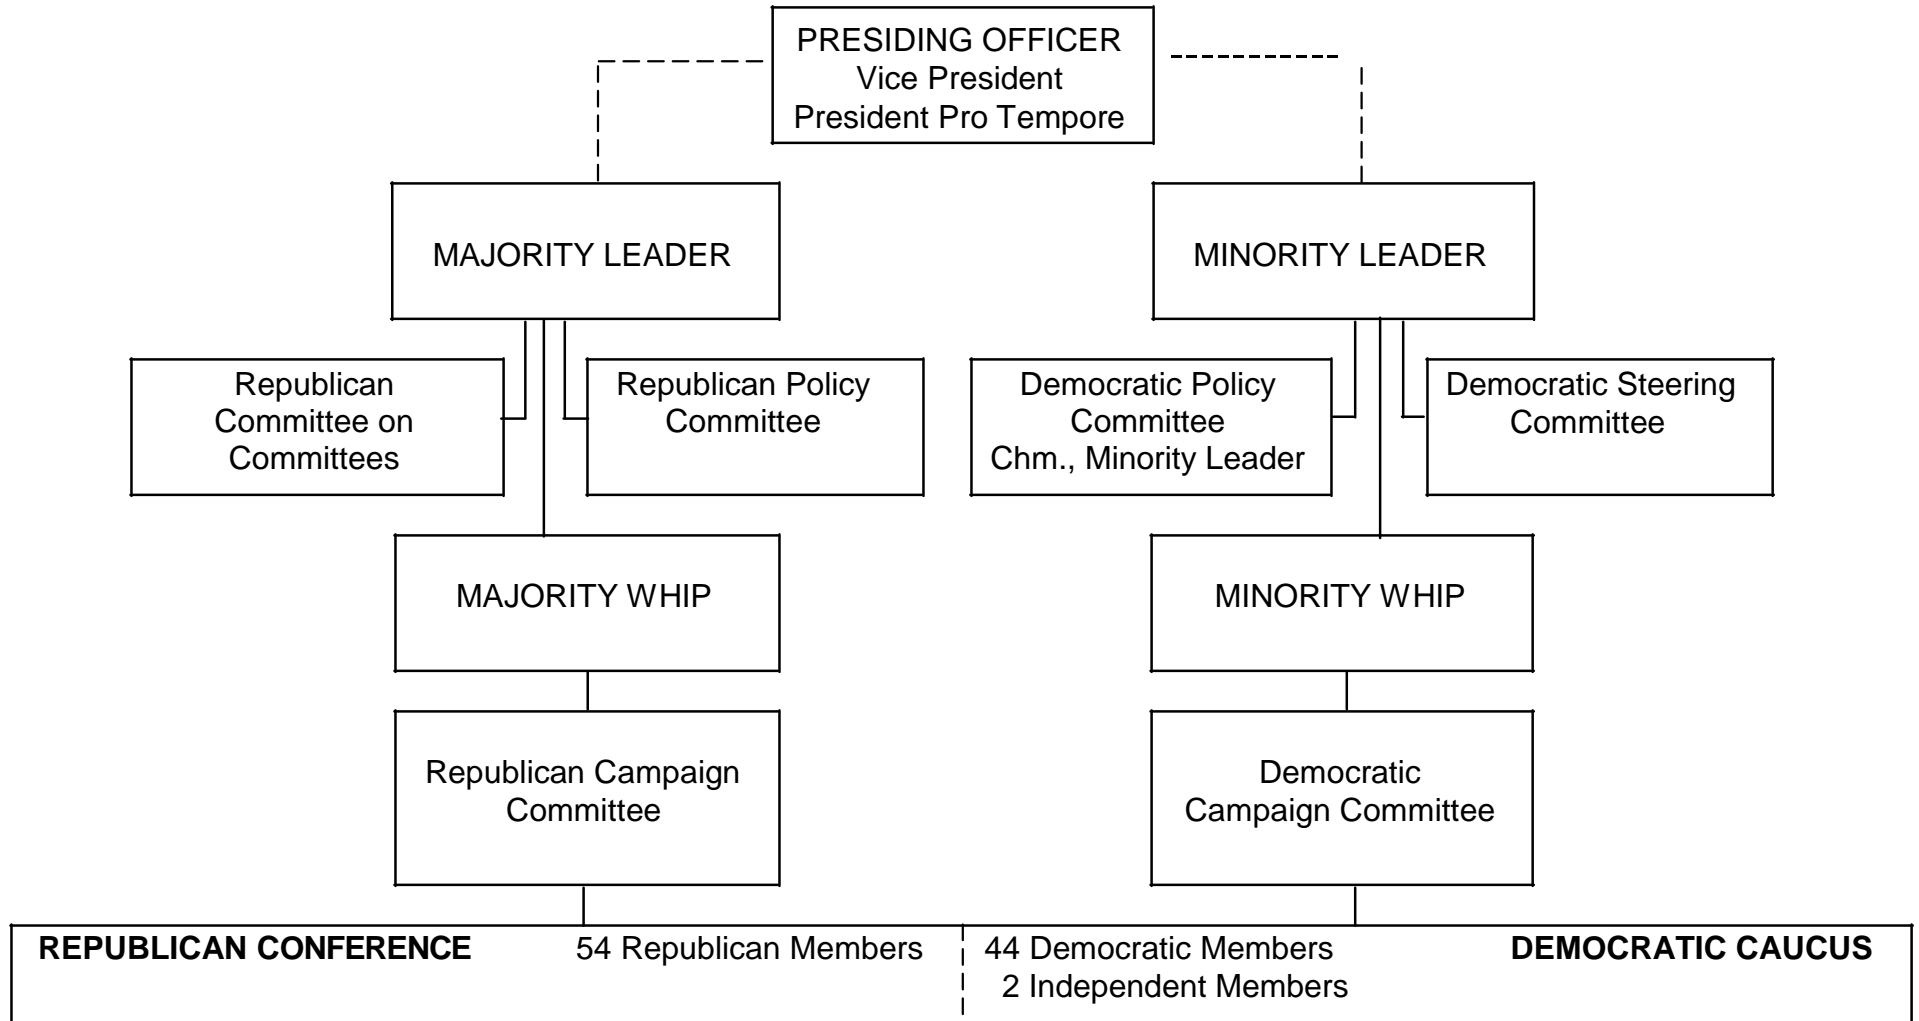 PRESIDING OFFICER
Vice President
President Pro Tempore
MAJORITY LEADER
MINORITY LEADER
Republican
Committee on
Committees
Republican Policy
Committee
Democratic Policy
Committee
Chm., Minority Leader
Democratic Steering
Committee
MAJORITY WHIP
MINORITY WHIP
Republican Campaign
Committee
Democratic
Campaign Committee
REPUBLICAN CONFERENCE 54 Republican Members
44 Democratic Members DEMOCRATIC CAUCUS
2 Independent Members